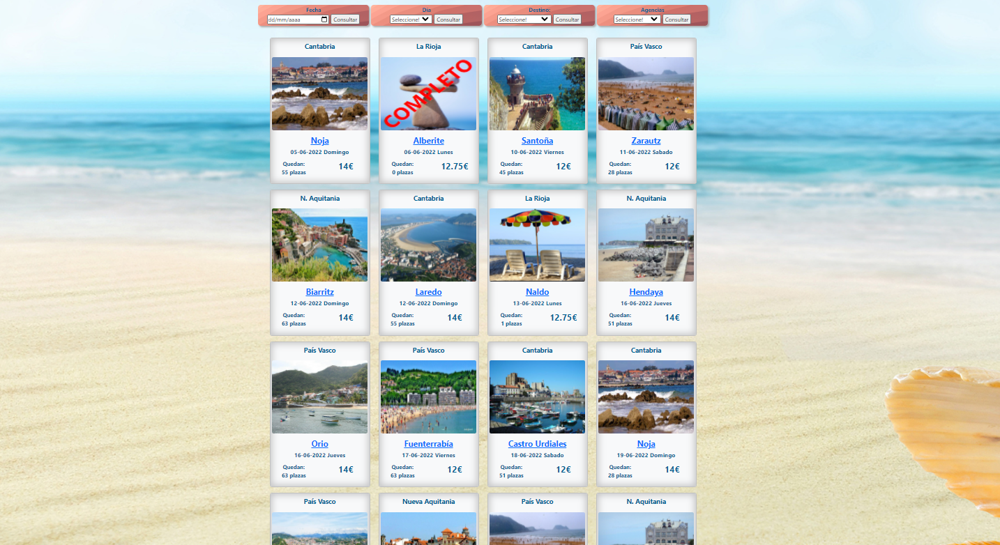 Fecha
dd/mm/aaaa Consultar
Día
Seleccione! Consultar
Destino:
Seleccione! Consultar
Agencias
Seleccione! Consultar
Cantabria
Noja
05-06-2022 Domingo
Quedan:
55 plazas
14€
La Rioja
COMPLETO
Alberite
06-06-2022 Lunes
Quedan:
0 plazas
12.75€
Cantabria
Santoña
10-06-2022 Viernes
Quedan:
45 plazas
12€
País Vasco
Zarautz
11-06-2022 Sabado
Quedan:
28 plazas
12€
N. Aquitania
Biarritz
12-06-2022 Domingo
Quedan:
63 plazas
14€
Cantabria
Laredo
12-06-2022 Domingo
Quedan:
55 plazas
14€
La Rioja
Naldo
13-06-2022 Lunes
Quedan:
1 plazas
12.75€
N. Aquitania
Hendaya
16-06-2022 Jueves
Quedan:
51 plazas
14€
País Vasco
Orio
16-06-2022 Jueves
Quedan:
63 plazas
14€
País Vasco
Fuenterrabía
17-06-2022 Viernes
Quedan:
63 plazas
12€
Cantabria
Castro Urdiales
18-06-2022 Sabado
Quedan:
51 plazas
12€
Cantabria
Noja
19-06-2022 Domingo
Quedan:
28 plazas
14€
País Vasco
Nueva Aquitania
País Vasco
N. Aquitania